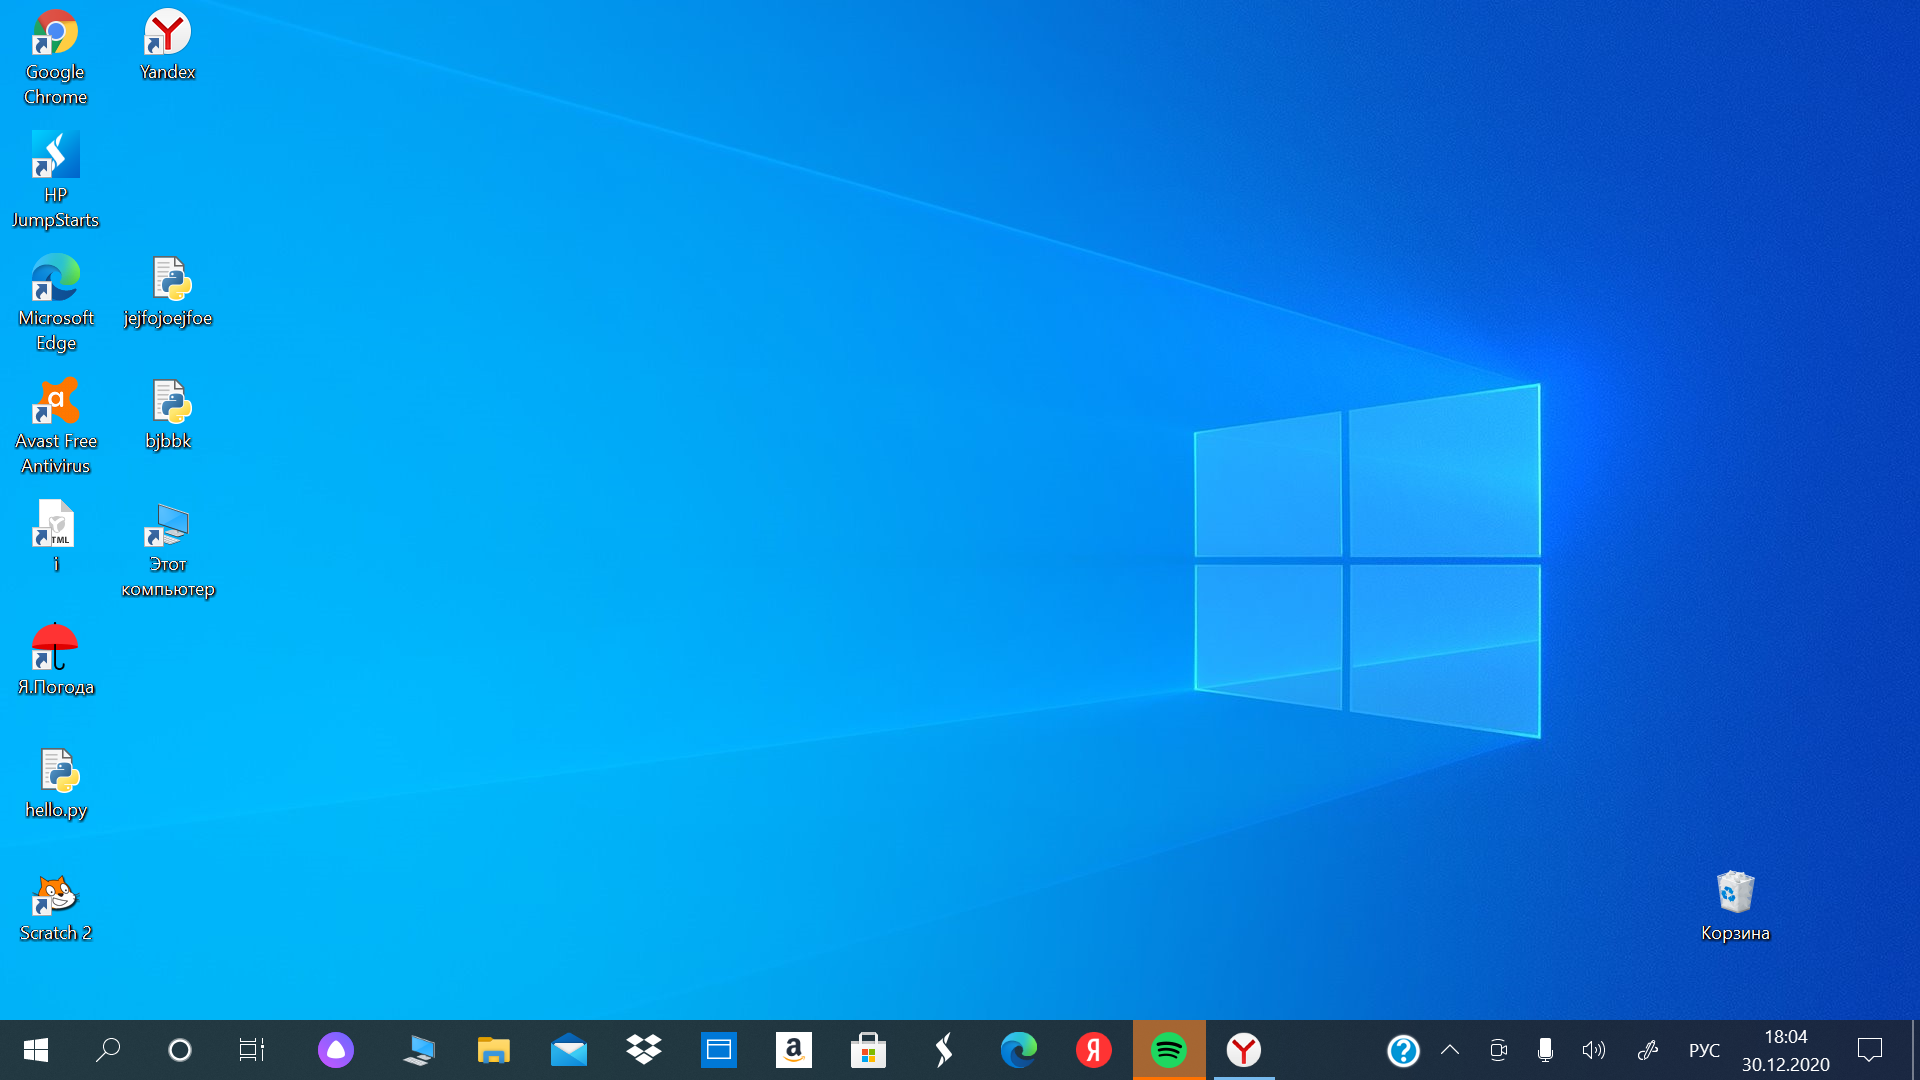 Google
Chrome
Yandex
HP
JumpStarts
Microsoft
Edge
jejfojoejfoe
Avast Free
Antivirus
bjbbk
TML
i
Этот
компьютер
Я.Погода
hello.py
Scratch 2
Корзина
РУС
18:04
30.12.2020